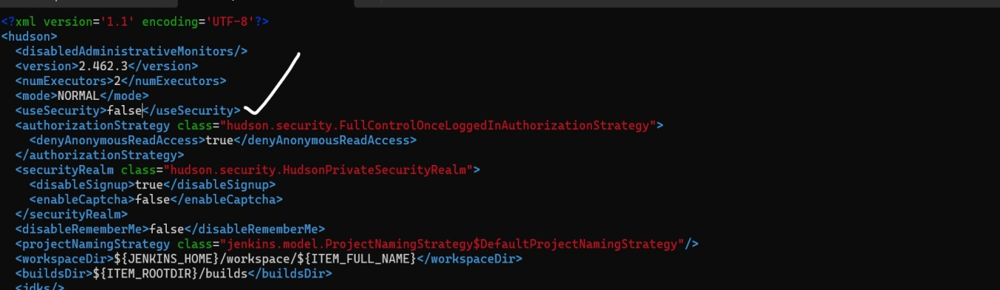 <?xml version='1.1' encoding='UTF-8'?>
<hudson>
  <disabledAdministrativeMonitors/>
  <version>2.462.3</version>
  <numExecutors>2</numExecutors>
  <mode>NORMAL</mode>
  <useSecurity>false</useSecurity>
  <authorizationStrategy class="hudson.security.FullControlOnceLoggedInAuthorizationStrategy">
    <denyAnonymousReadAccess>true</denyAnonymousReadAccess>
  </authorizationStrategy>
  <securityRealm class="hudson.security.HudsonPrivateSecurityRealm">
    <disableSignup>true</disableSignup>
    <enableCaptcha>false</enableCaptcha>
  </securityRealm>
  <disableRememberMe>false</disableRememberMe>
  <projectNamingStrategy class="jenkins.model.ProjectNamingStrategy$DefaultProjectNamingStrategy"/>
  <workspaceDir>${JENKINS_HOME}/workspace/${ITEM_FULL_NAME}</workspaceDir>
  <buildsDir>${ITEM_ROOTDIR}/builds</buildsDir>
  <jdks/>